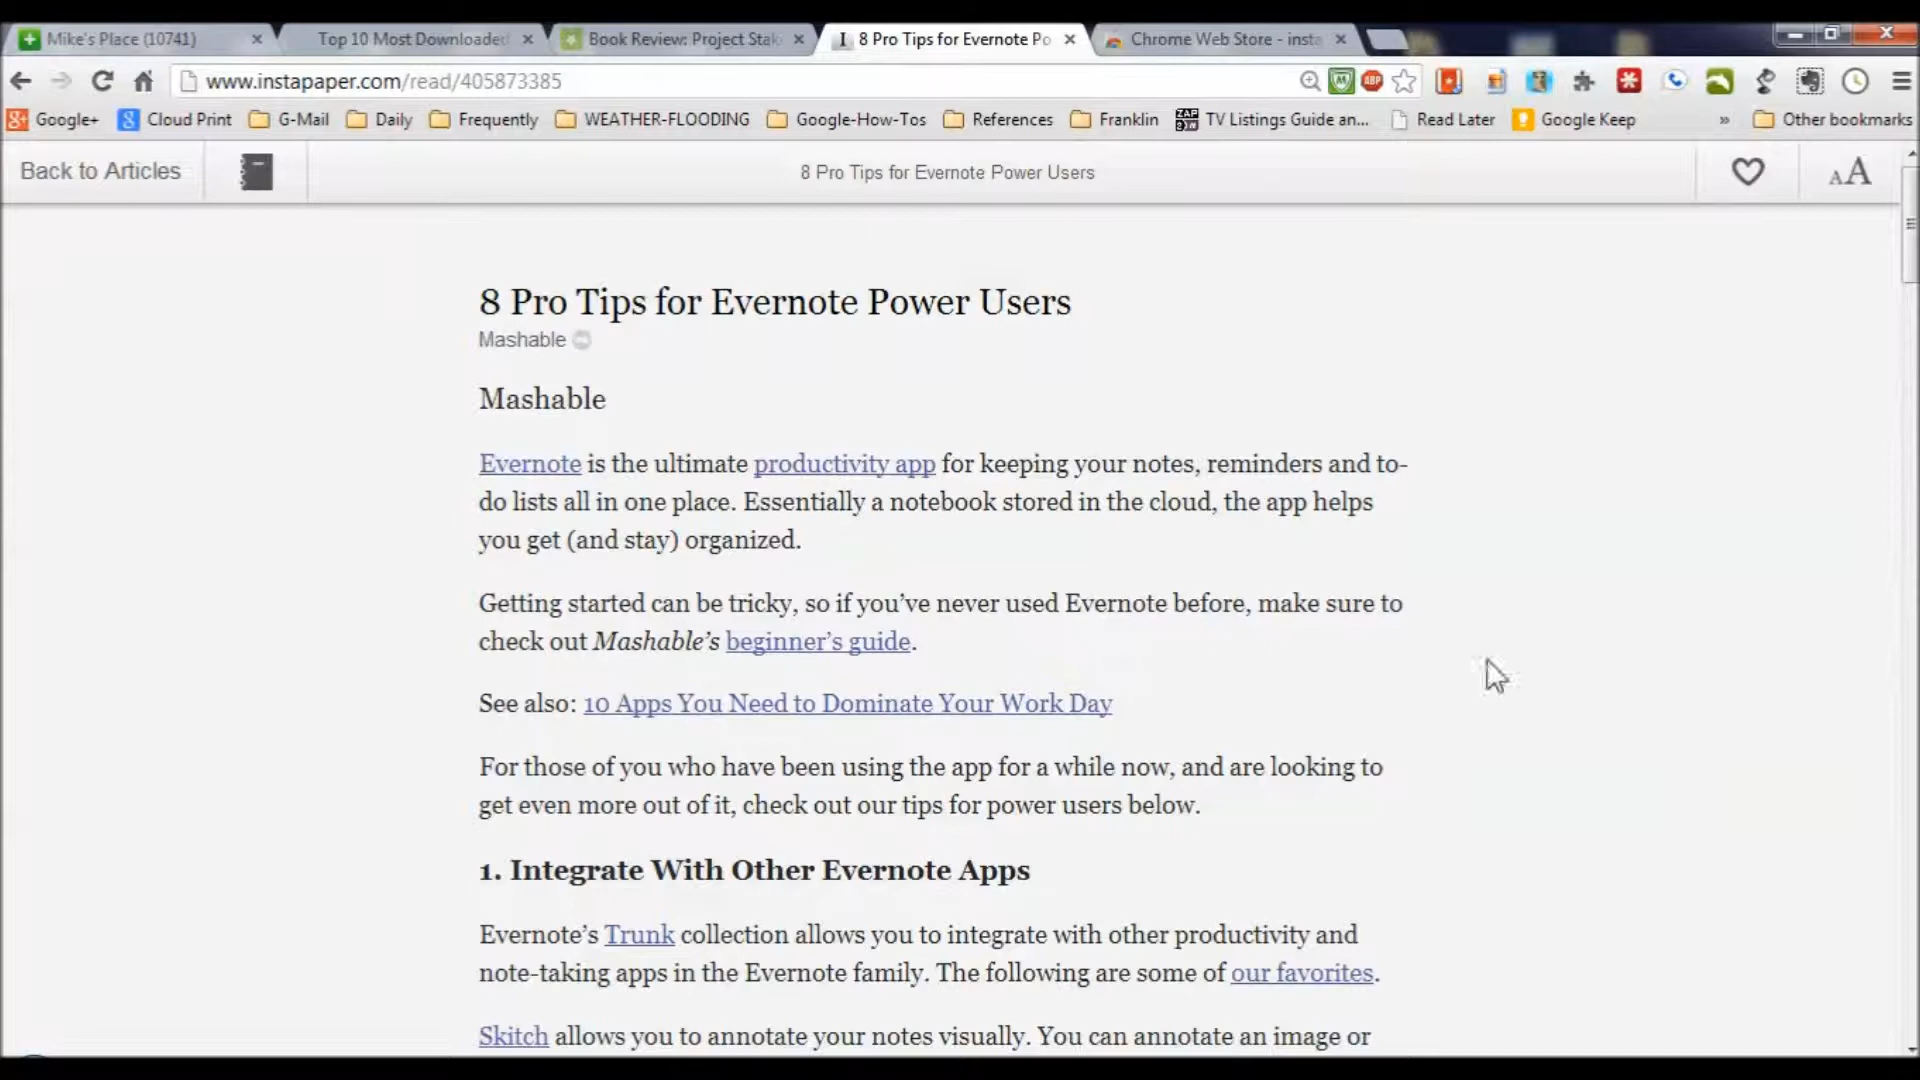 Mike's Place (10741)
Top 10 Most Downloaded
Book Review: Project Stak
8 Pro Tips for Evernote Po
Chrome Web Store - insta
www.instapaper.com/read/405873385
Google+
Cloud Print
G-Mail
Daily
Frequently
WEATHER-FLOODING
Google-How-Tos
References
Franklin
TV Listings Guide an...
Read Later
Google Keep
»
Other bookmarks
Back to Articles
8 Pro Tips for Evernote Power Users
AA
8 Pro Tips for Evernote Power Users
Mashable
Mashable
Evernote is the ultimate productivity app for keeping your notes, reminders and to-
do lists all in one place. Essentially a notebook stored in the cloud, the app helps
you get (and stay) organized.
Getting started can be tricky, so if you’ve never used Evernote before, make sure to
check out Mashable’s beginner’s guide.
See also: 10 Apps You Need to Dominate Your Work Day
For those of you who have been using the app for a while now, and are looking to
get even more out of it, check out our tips for power users below.
1. Integrate With Other Evernote Apps
Evernote’s Trunk collection allows you to integrate with other productivity and
note-taking apps in the Evernote family. The following are some of our favorites.
Skitch allows you to annotate your notes visually. You can annotate an image or